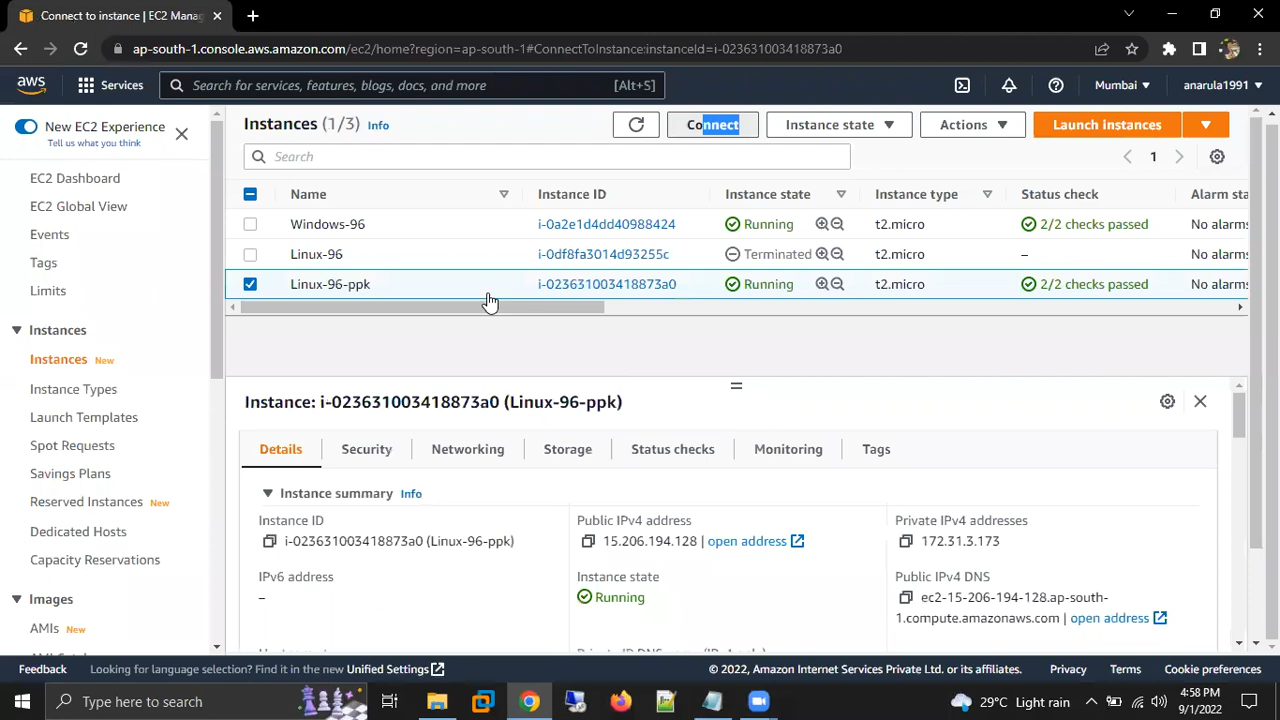 Connect to instance | EC2 Mana
ap-south-1.console.aws.amazon.com/ec2/home?region=ap-south-1#ConnectToInstance:instanceId=i-023631003418873a0
aws
Services
Search for services, features, blogs, docs, and more
[Alt+S]
Mumbai
anarula1991
New EC2 Experience
Tell us what you think
EC2 Dashboard
EC2 Global View
Events
Tags
Limits
Instances
Instances New
Instance Types
Launch Templates
Spot Requests
Savings Plans
Reserved Instances New
Dedicated Hosts
Capacity Reservations
Images
AMIs New
Instances (1/3) Info
Connect
Instance state
Actions
Launch instances
Search
1
Name Instance ID Instance state Instance type Status check Alarm sta
Windows-96 i-0a2e1d4dd40988424 Running t2.micro 2/2 checks passed No alarms
Linux-96 i-0df8fa3014d93255c Terminated t2.micro – No alarms
Linux-96-ppk i-023631003418873a0 Running t2.micro 2/2 checks passed No alarms
Instance: i-023631003418873a0 (Linux-96-ppk)
Details Security Networking Storage Status checks Monitoring Tags
Instance summary Info
Instance ID
i-023631003418873a0 (Linux-96-ppk)
Public IPv4 address
15.206.194.128 | open address
Private IPv4 addresses
172.31.3.173
IPv6 address
–
Instance state
Running
Public IPv4 DNS
ec2-15-206-194-128.ap-south-
1.compute.amazonaws.com | open address
Feedback
Looking for language selection? Find it in the new Unified Settings
© 2022, Amazon Internet Services Private Ltd. or its affiliates.
Privacy
Terms
Cookie preferences
Type here to search
29°C Light rain
4:58 PM
9/1/2022